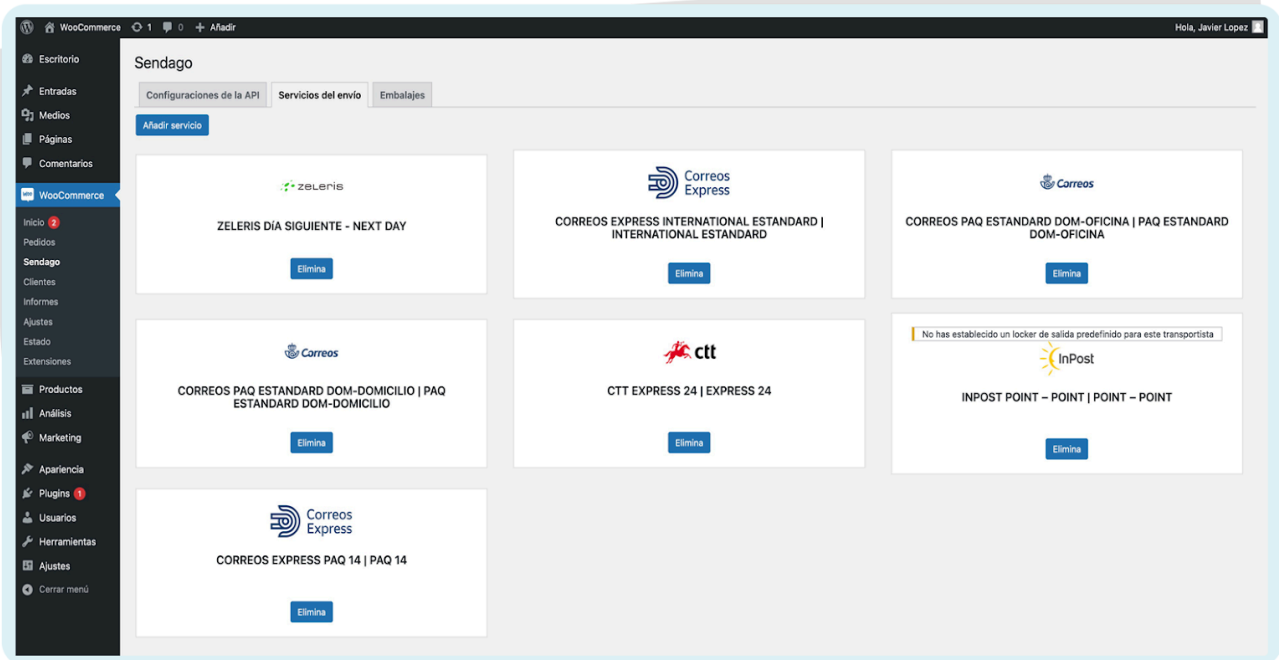 WooCommerce 1 0 + Añadir
Hola, Javier Lopez
Escritorio
Entradas
Medios
Páginas
Comentarios
WooCommerce
Inicio 2
Pedidos
Sendago
Clientes
Informes
Ajustes
Estado
Extensiones
Productos
Análisis
Marketing
Apariencia
Plugins 1
Usuarios
Herramientas
Ajustes
Cerrar menú
Sendago
Configuraciones de la API
Servicios del envío
Embalajes
Añadir servicio
zeleris
ZELERIS DíA SIGUIENTE - NEXT DAY
Elimina
Correos
Express
CORREOS EXPRESS INTERNATIONAL ESTANDARD |
INTERNATIONAL ESTANDARD
Elimina
Correos
CORREOS PAQ ESTANDARD DOM-OFICINA | PAQ ESTANDARD
DOM-OFICINA
Elimina
Correos
CORREOS PAQ ESTANDARD DOM-DOMICILIO | PAQ
ESTANDARD DOM-DOMICILIO
Elimina
ctt
CTT EXPRESS 24 | EXPRESS 24
Elimina
No has establecido un locker de salida predefinido para este transportista
InPost
INPOST POINT – POINT | POINT – POINT
Elimina
Correos
Express
CORREOS EXPRESS PAQ 14 | PAQ 14
Elimina